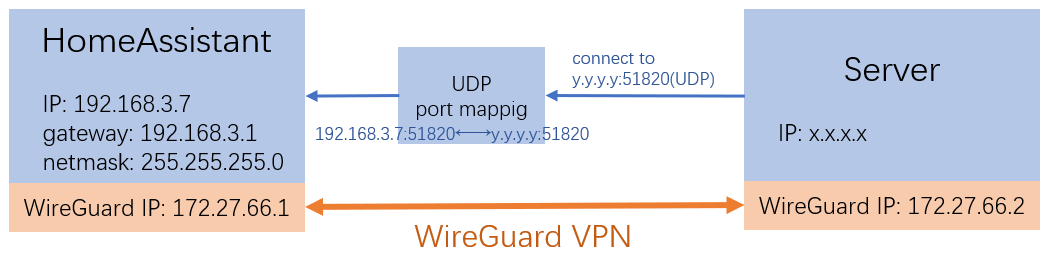 HomeAssistant
IP: 192.168.3.7
gateway: 192.168.3.1
netmask: 255.255.255.0
WireGuard IP: 172.27.66.1
UDP
port mappig
192.168.3.7:51820⟷y.y.y.y:51820
connect to
y.y.y.y:51820(UDP)
Server
IP: x.x.x.x
WireGuard IP: 172.27.66.2
WireGuard VPN